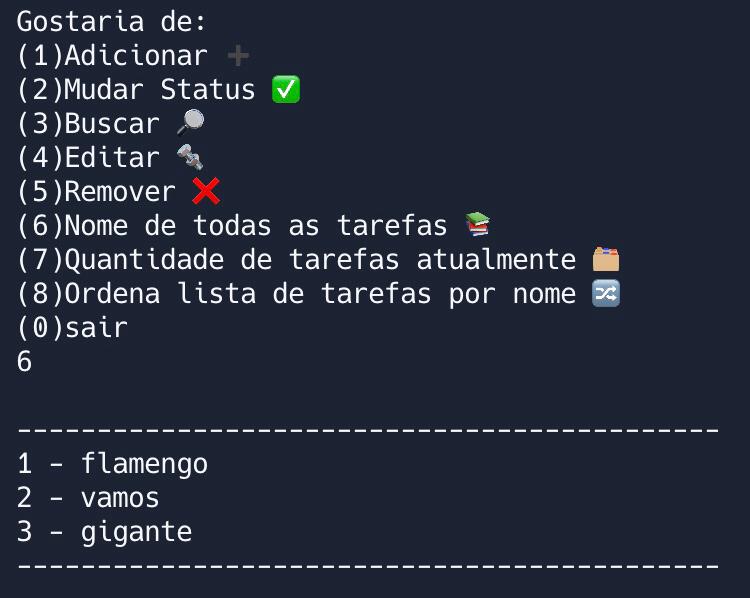 Gostaria de:
(1)Adicionar ➕
(2)Mudar Status ✅
(3)Buscar 🔎
(4)Editar 🔩
(5)Remover ❌
(6)Nome de todas as tarefas 📚
(7)Quantidade de tarefas atualmente 🗂️
(8)Ordena lista de tarefas por nome 🔀
(0)sair
6
--------------------------------------------
1 - flamengo
2 - vamos
3 - gigante
--------------------------------------------